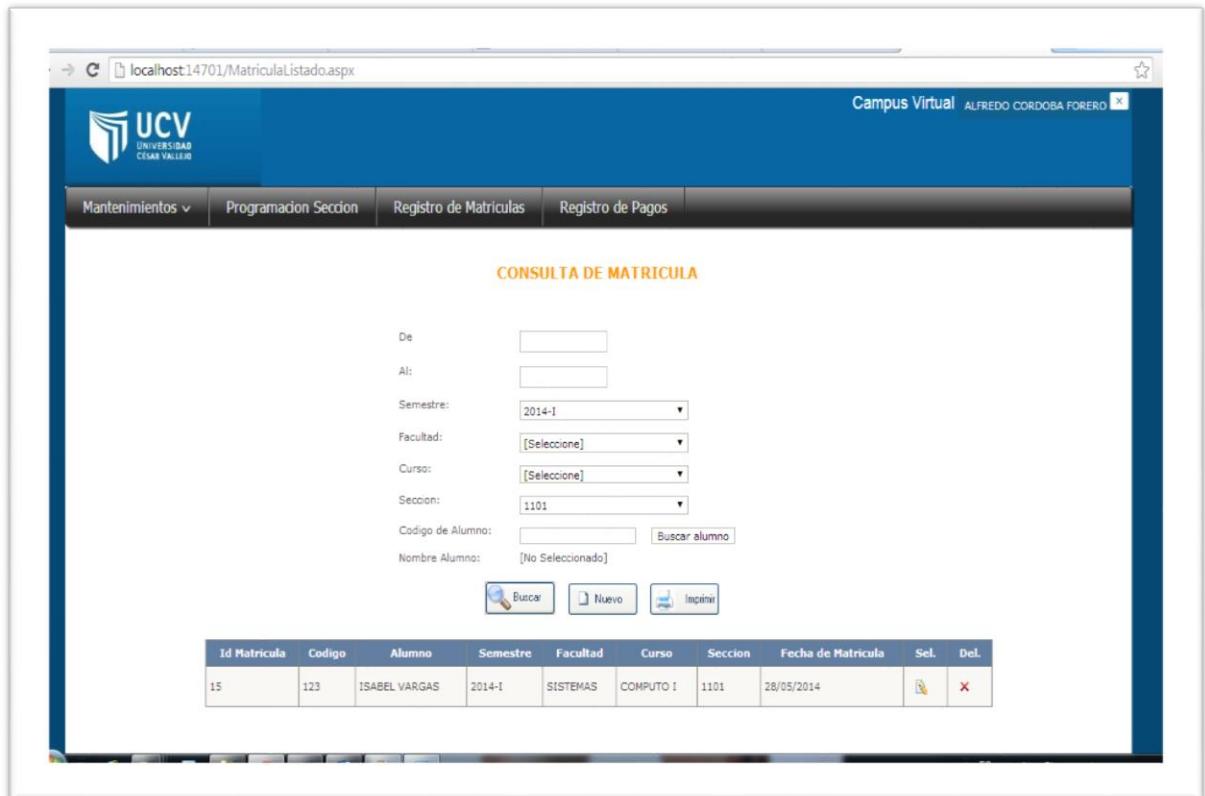 localhost:14701/MatriculaListado.aspx
Campus Virtual ALFREDO CORDOBA FORERO x
UCV
UNIVERSIDAD
CÉSAR VALLEJO
Mantenimientos Programacion Seccion Registro de Matriculas Registro de Pagos
CONSULTA DE MATRICULA
De
Al:
Semestre: 2014-I
Facultad: [Seleccione]
Curso: [Seleccione]
Seccion: 1101
Codigo de Alumno: Buscar alumno
Nombre Alumno: [No Seleccionado]
Buscar Nuevo Imprimir
Id Matricula Codigo Alumno Semestre Facultad Curso Seccion Fecha de Matricula Sel. Del.
15 123 ISABEL VARGAS 2014-I SISTEMAS COMPUTO I 1101 28/05/2014